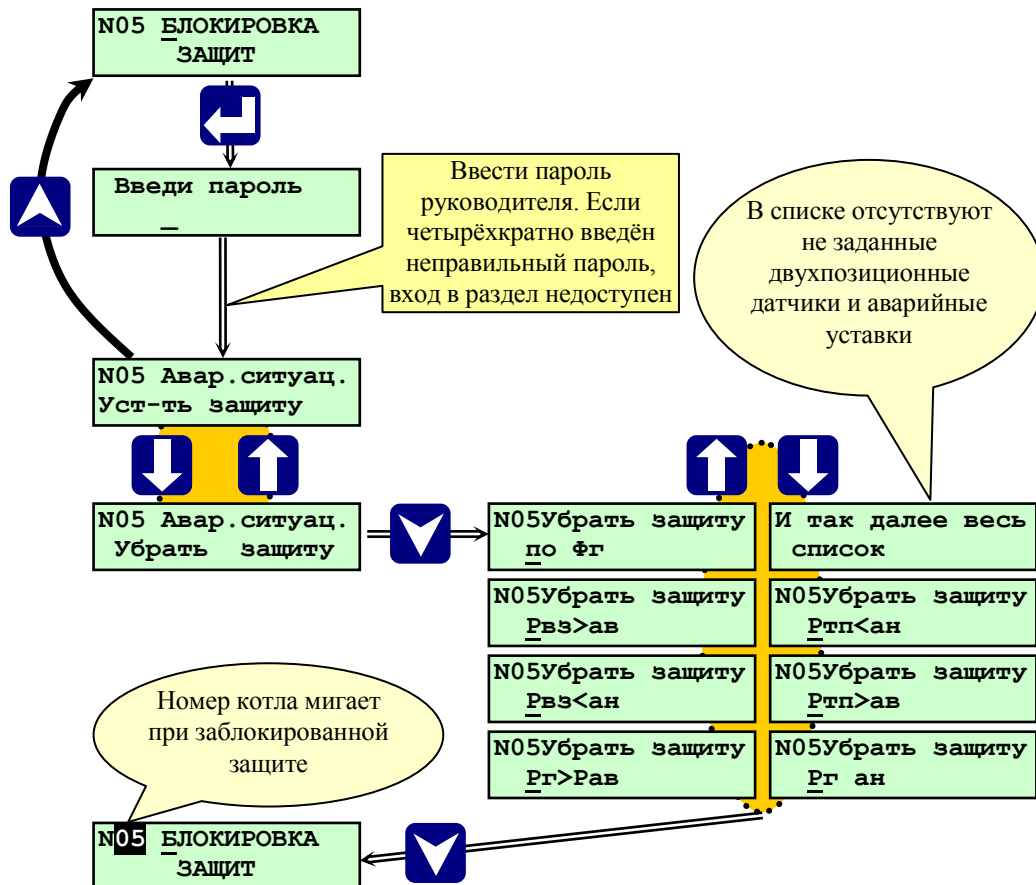 N05 БЛОКИРОВКА
ЗАЩИТ
Введи пароль
_
Ввести пароль
руководителя. Если
четырёхкратно введён
неправильный пароль,
вход в раздел недоступен
В списке отсутствуют
не заданные
двухпозиционные
датчики и аварийные
уставки
N05 Авар.ситуац.
Уст-ть защиту
N05 Авар.ситуац.
Убрать защиту
N05Убрать защиту
по Фг
И так далее весь
список
N05Убрать защиту
Рвз>ав
N05Убрать защиту
Ртп<ан
N05Убрать защиту
Рвз<ан
N05Убрать защиту
Ртп>ав
N05Убрать защиту
Рг>Рав
N05Убрать защиту
Рг ан
Номер котла мигает
при заблокированной
защите
N05 БЛОКИРОВКА
ЗАЩИТ